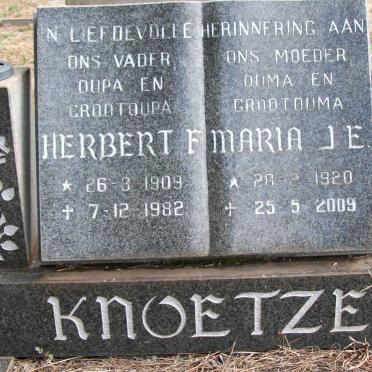 N LIEFDEVOLLE HERINNERING AAN
ONS VADER
OUPA EN
GROOTOUPA
HERBERT F
★ 26-3-1909
✝ 7-12-1982
ONS MOEDER
OUMA EN
GROOTOUMA
MARIA J.E.
★ 28-2-1920
✝ 25 5 2009
KNOETZE